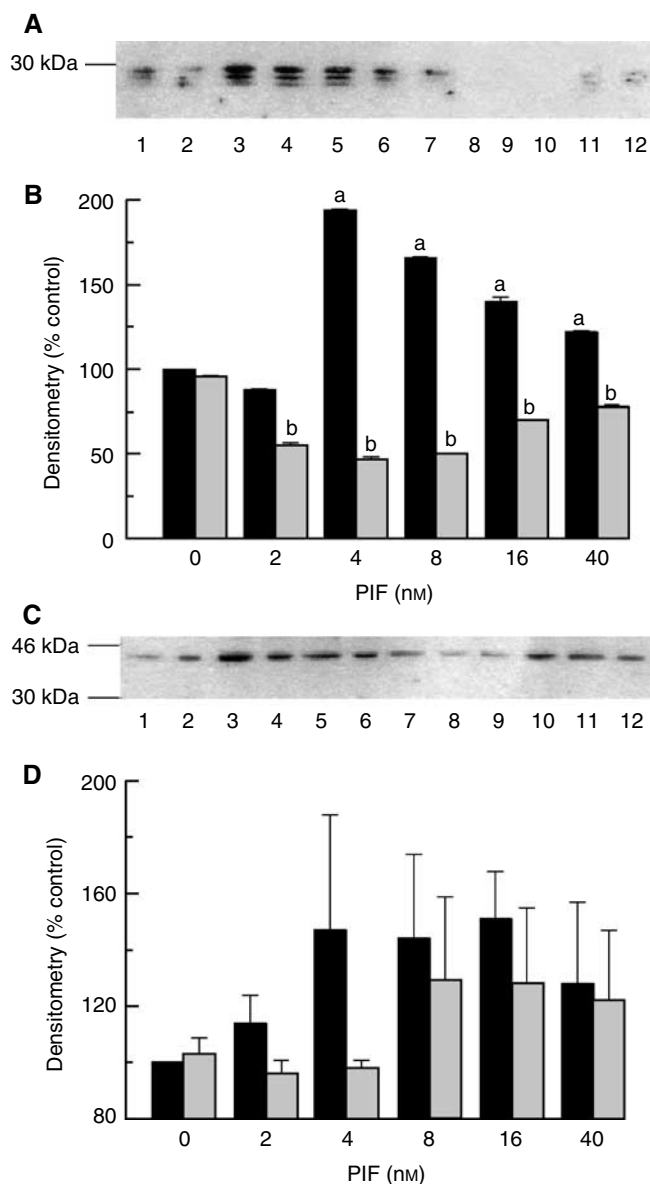 A
30 kDa
1 2 3 4 5 6 7 8 9 10 11 12
B
200
150
100
50
0
Densitometry (% control)
a
a
a
a
b
b
b
b
b
0 2 4 8 16 40
PIF (nM)
C
46 kDa
30 kDa
1 2 3 4 5 6 7 8 9 10 11 12
D
200
160
120
80
Densitometry (% control)
0 2 4 8 16 40
PIF (nM)